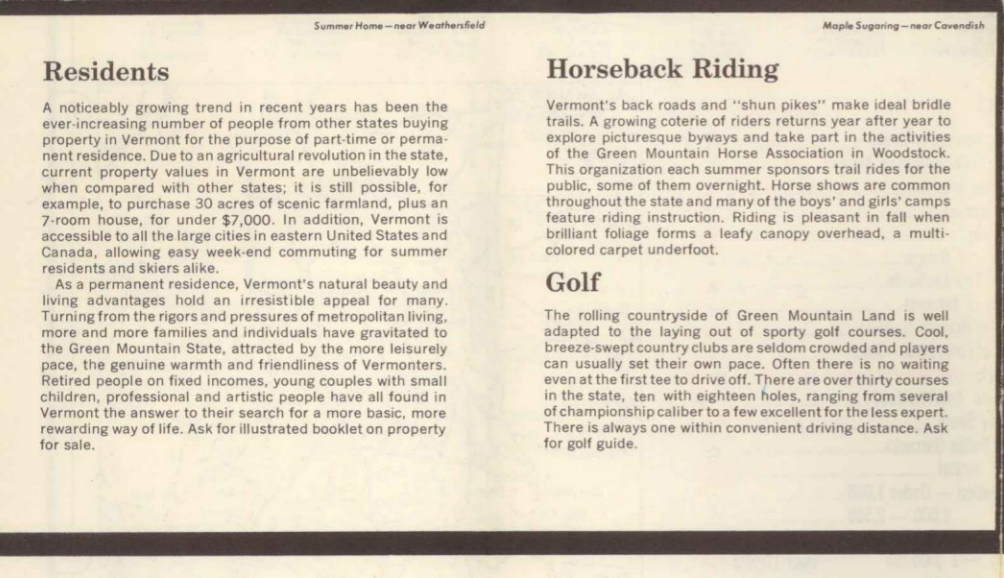 Summer Home — near Weathersfield
Residents
A noticeably growing trend in recent years has been the
ever-increasing number of people from other states buying
property in Vermont for the purpose of part-time or perma-
nent residence. Due to an agricultural revolution in the state,
current property values in Vermont are unbelievably low
when compared with other states; it is still possible, for
example, to purchase 30 acres of scenic farmland, plus an
7-room house, for under $7,000. In addition, Vermont is
accessible to all the large cities in eastern United States and
Canada, allowing easy week-end commuting for summer
residents and skiers alike.
As a permanent residence, Vermont's natural beauty and
living advantages hold an irresistible appeal for many.
Turning from the rigors and pressures of metropolitan living,
more and more families and individuals have gravitated to
the Green Mountain State, attracted by the more leisurely
pace, the genuine warmth and friendliness of Vermonters.
Retired people on fixed incomes, young couples with small
children, professional and artistic people have all found in
Vermont the answer to their search for a more basic, more
rewarding way of life. Ask for illustrated booklet on property
for sale.
Maple Sugaring — near Cavendish
Horseback Riding
Vermont's back roads and "shun pikes" make ideal bridle
trails. A growing coterie of riders returns year after year to
explore picturesque byways and take part in the activities
of the Green Mountain Horse Association in Woodstock.
This organization each summer sponsors trail rides for the
public, some of them overnight. Horse shows are common
throughout the state and many of the boys' and girls' camps
feature riding instruction. Riding is pleasant in fall when
brilliant foliage forms a leafy canopy overhead, a multi-
colored carpet underfoot.
Golf
The rolling countryside of Green Mountain Land is well
adapted to the laying out of sporty golf courses. Cool,
breeze-swept country clubs are seldom crowded and players
can usually set their own pace. Often there is no waiting
even at the first tee to drive off. There are over thirty courses
in the state, ten with eighteen holes, ranging from several
of championship caliber to a few excellent for the less expert.
There is always one within convenient driving distance. Ask
for golf guide.